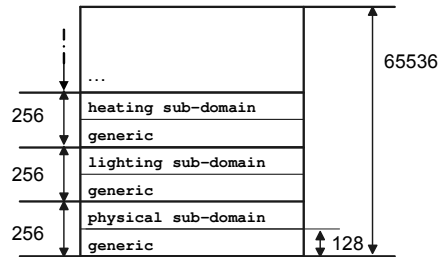 65536
...
256
heating sub-domain
generic
256
lighting sub-domain
generic
256
physical sub-domain
generic
128